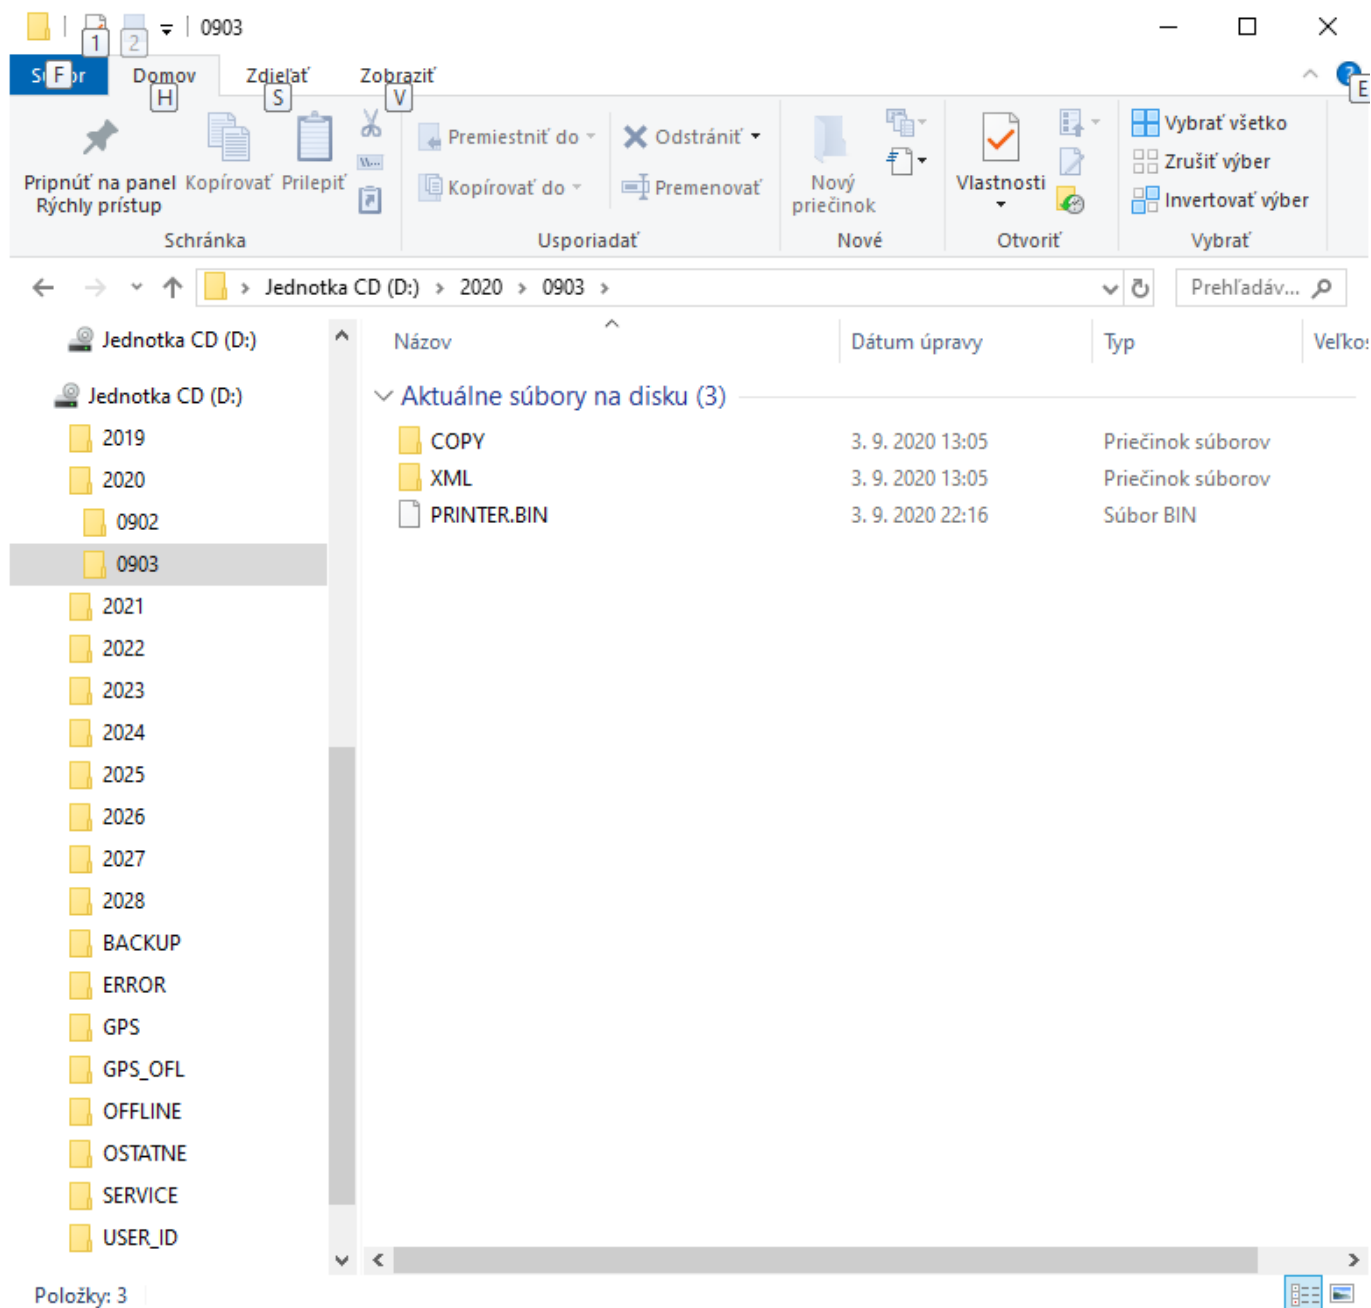 1 2 0903
Súbor F Domov H Zdieľať S Zobraziť V E
Pripnúť na panel Rýchly prístup
Kopírovať
Prilepiť
Schránka
Premiestniť do
Kopírovať do
Odstrániť
Premenovať
Usporiadať
Nový priečinok
Nové
Vlastnosti
Otvoriť
Vybrať všetko
Zrušiť výber
Invertovať výber
Vybrať
Jednotka CD (D:) > 2020 > 0903 >
Prehľadáv...
Jednotka CD (D:)
Jednotka CD (D:)
2019
2020
0902
0903
2021
2022
2023
2024
2025
2026
2027
2028
BACKUP
ERROR
GPS
GPS_OFL
OFFLINE
OSTATNE
SERVICE
USER_ID
Názov Dátum úpravy Typ
Aktuálne súbory na disku (3)
COPY 3. 9. 2020 13:05 Priečinok súborov
XML 3. 9. 2020 13:05 Priečinok súborov
PRINTER.BIN 3. 9. 2020 22:16 Súbor BIN
Položky: 3